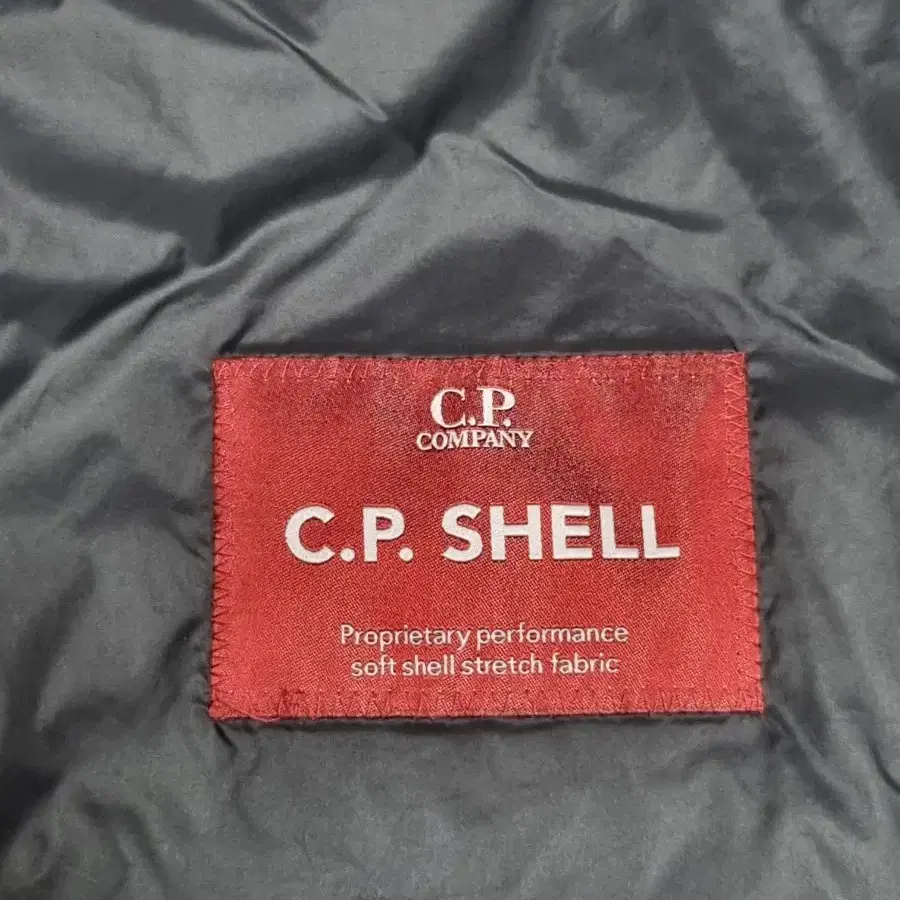 C.P.
COMPANY
C.P. SHELL
Proprietary performance
soft shell stretch fabric